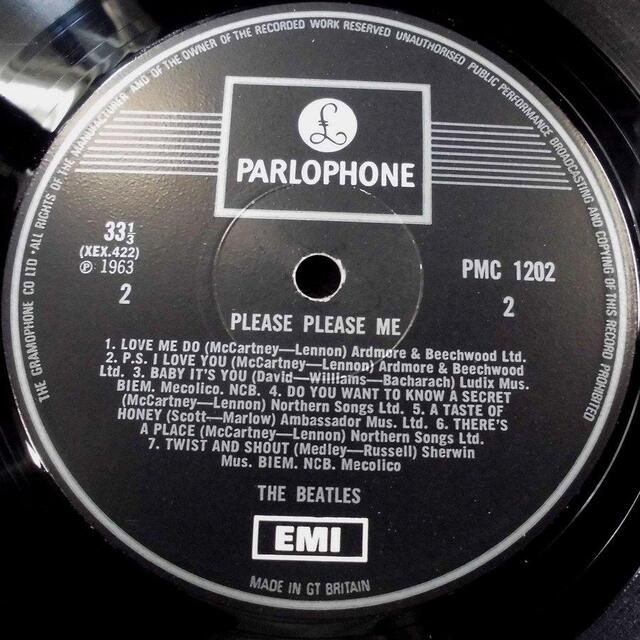 ALL RIGHTS OF THE MANUFACTURER AND OF THE OWNER OF THE RECORDED WORK RESERVED UNAUTHORISED PUBLIC PERFORMANCE BROADCASTING AND COPYING OF THIS RECORD PROHIBITED
THE GRAMOPHONE CO LTD ·
£
PARLOPHONE
33⅓
(XEX.422)
℗ 1963
2
PMC 1202
2
PLEASE PLEASE ME
1. LOVE ME DO (McCartney—Lennon) Ardmore & Beechwood Ltd.
2. P.S. I LOVE YOU (McCartney—Lennon) Ardmore & Beechwood
Ltd. 3. BABY IT'S YOU (David—Williams—Bacharach) Ludix Mus.
BIEM. Mecolico, NCB. 4. DO YOU WANT TO KNOW A SECRET
(McCartney—Lennon) Northern Songs Ltd. 5. A TASTE OF
HONEY (Scott—Marlow) Ambassador Mus. Ltd. 6. THERE'S
A PLACE (McCartney—Lennon) Northern Songs Ltd.
7. TWIST AND SHOUT (Medley—Russell) Sherwin
Mus. BIEM. NCB. Mecolico
THE BEATLES
EMI
MADE IN GT BRITAIN